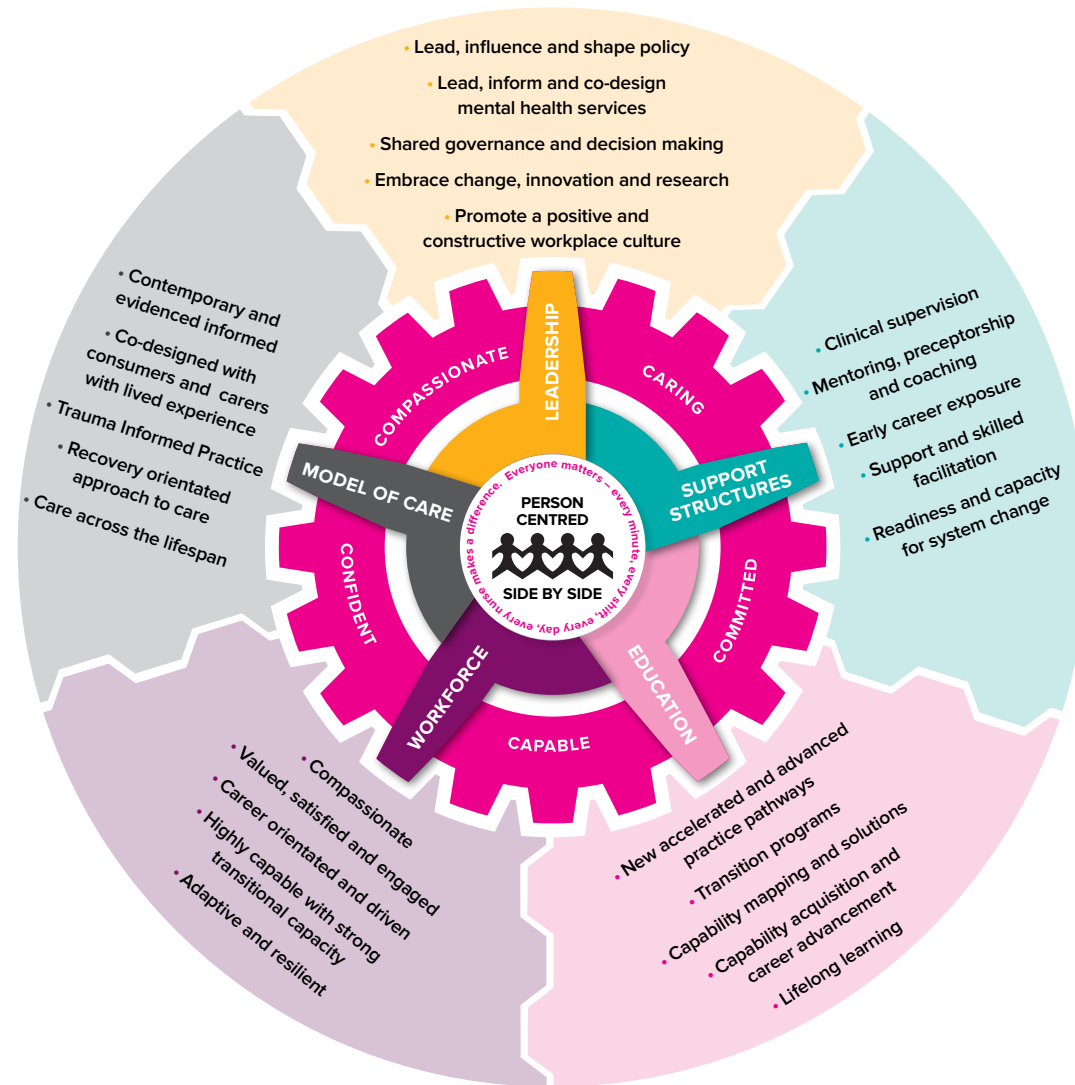 • Lead, influence and shape policy
• Lead, inform and co-design
mental health services
• Shared governance and decision making
• Embrace change, innovation and research
• Promote a positive and
constructive workplace culture
• Clinical supervision
• Mentoring, preceptorship
and coaching
• Early career exposure
• Support and skilled
facilitation
• Readiness and capacity
for system change
• New accelerated and advanced
practice pathways
• Transition programs
• Capability mapping and solutions
• Capability acquisition and
career advancement
• Lifelong learning
• Compassionate
• Valued, satisfied and engaged
• Career orientated and driven
• Highly capable with strong
transitional capacity
• Adaptive and resilient
• Contemporary and
evidenced informed
• Co-designed with
consumers and carers
with lived experience
• Trauma Informed Practice
• Recovery orientated
approach to care
• Care across the lifespan
LEADERSHIP
SUPPORT
STRUCTURES
EDUCATION
WORKFORCE
MODEL OF CARE
COMPASSIONATE
CARING
COMMITTED
CAPABLE
CONFIDENT
Everyone matters – every minute, every shift, every day, every nurse makes a difference.
PERSON
CENTRED
SIDE BY SIDE